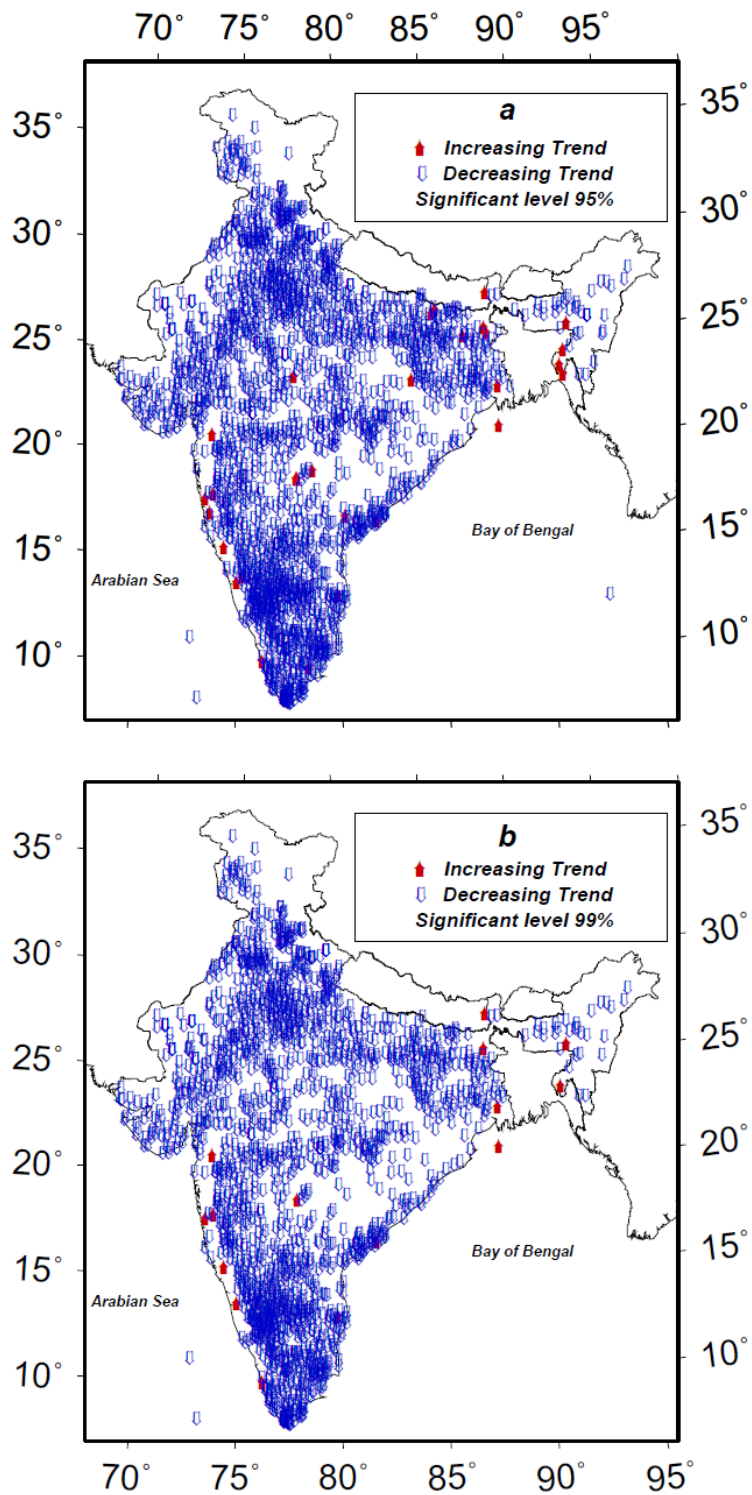 70° 75° 80° 85° 90° 95°
a
35° 35°
Increasing Trend
Decreasing Trend
Significant level 95%
30° 30°
25° 25°
20° 20°
15° 15°
Bay of Bengal
Arabian Sea
10° 10°
b
35° 35°
Increasing Trend
Decreasing Trend
Significant level 99%
30° 30°
25° 25°
20° 20°
15° 15°
Bay of Bengal
Arabian Sea
10° 10°
70° 75° 80° 85° 90° 95°